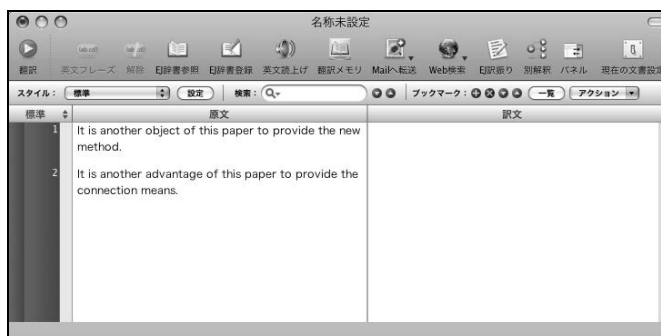 名称未設定
翻訳 英文フレーズ 解除 EJ辞書参照 EJ辞書登録 英文読上げ 翻訳メモリ Mailへ転送 Web検索 EJ訳振り 別解釈 パネル 現在の文書設定
スタイル： 標準 設定 検索： ブックマーク： 一覧 アクション
標準 原文 訳文
1 It is another object of this paper to provide the new
method.
2 It is another advantage of this paper to provide the
connection means.